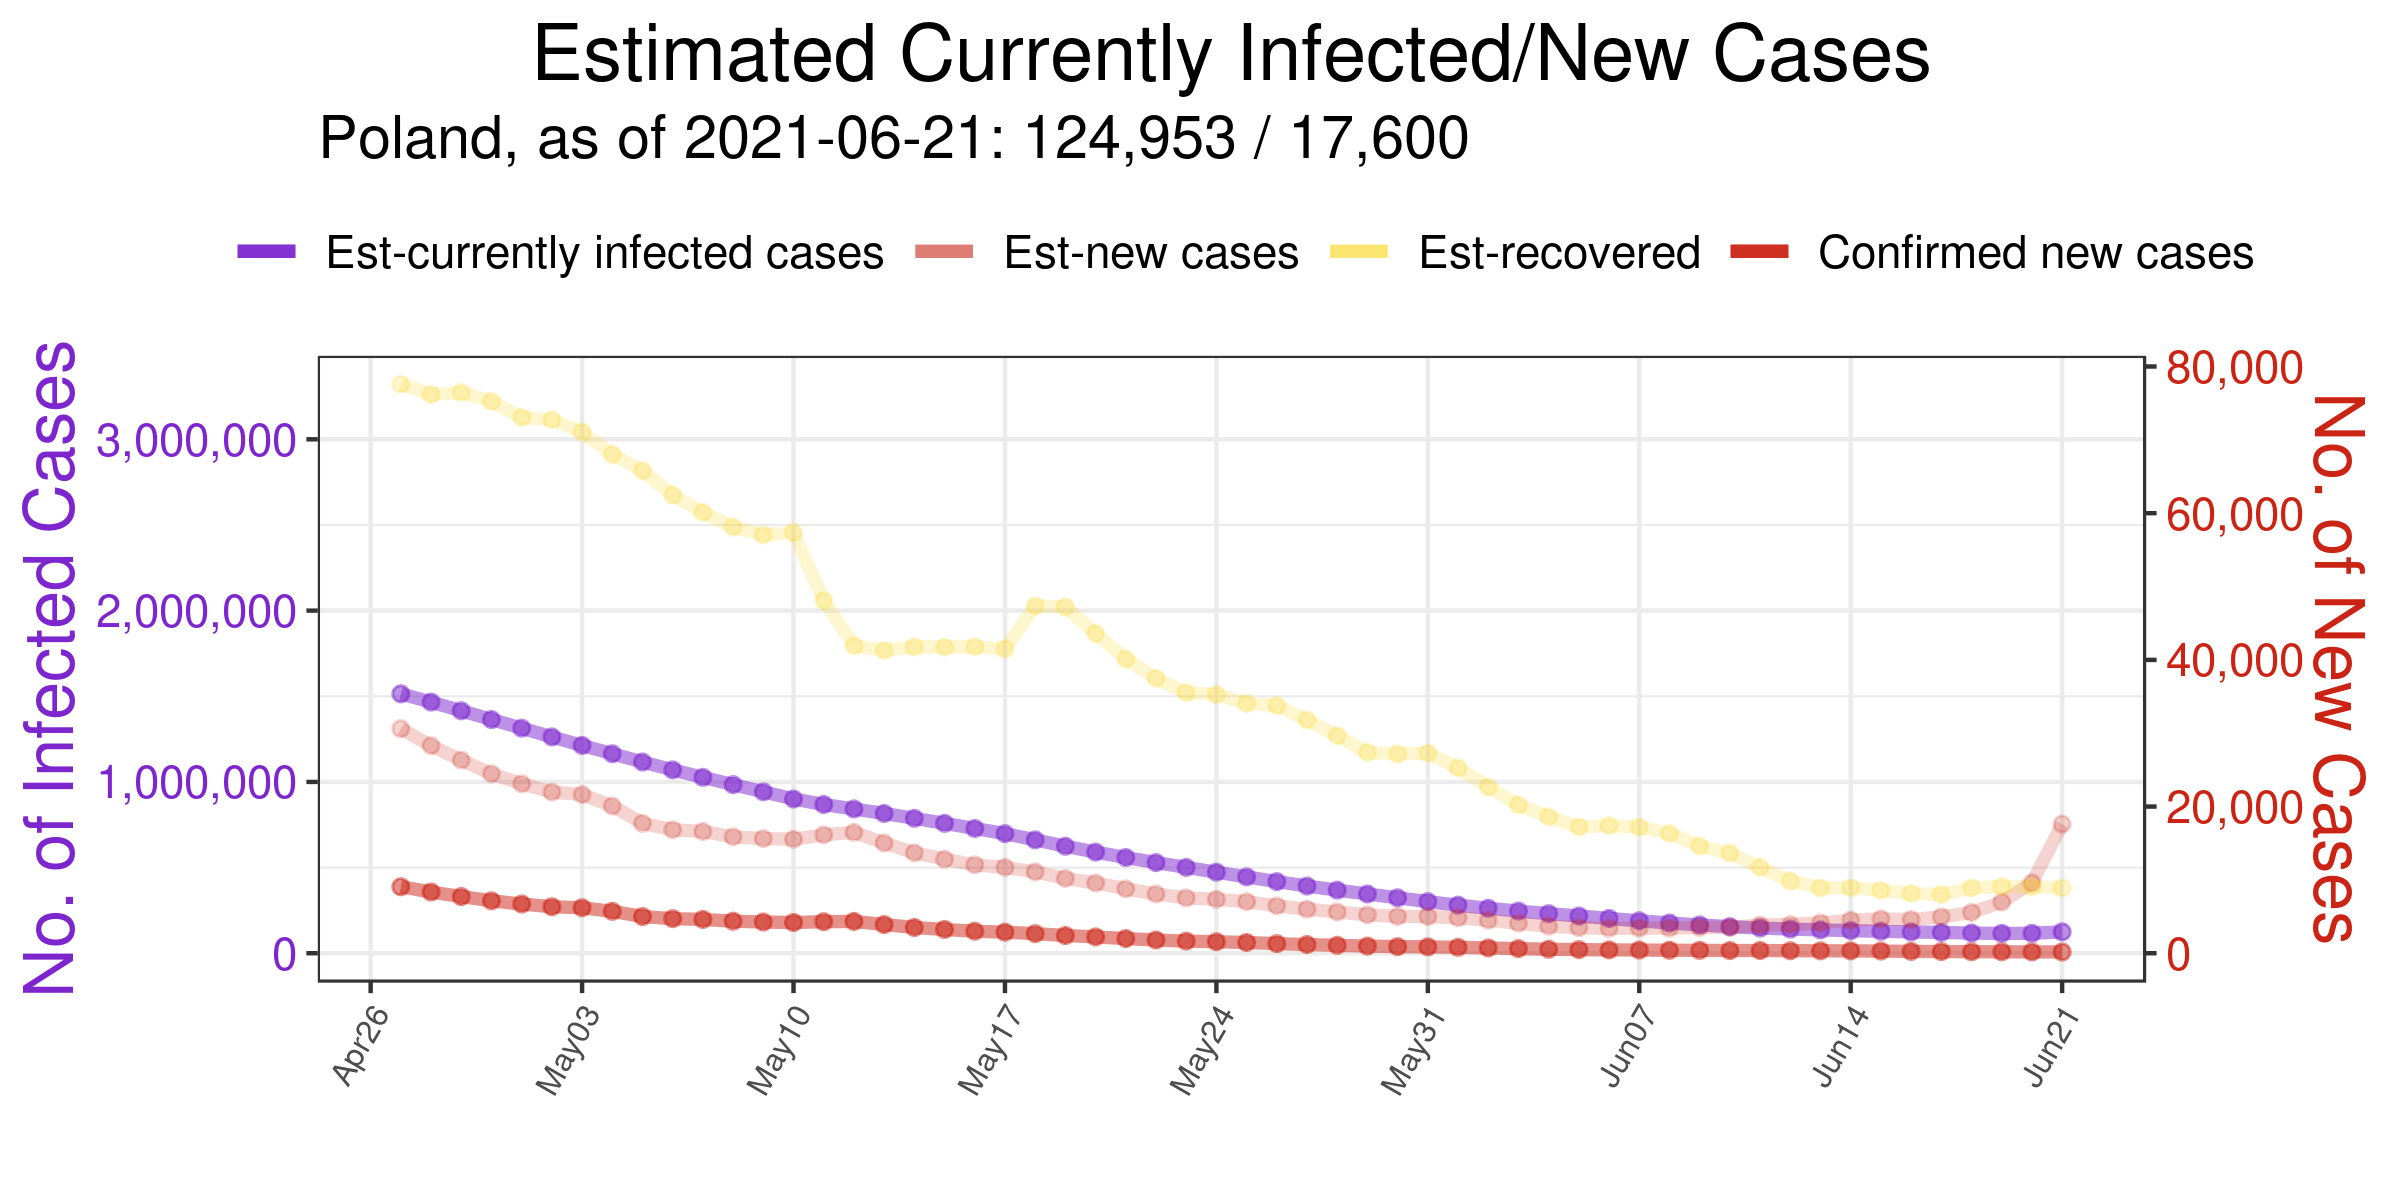 Estimated Currently Infected/New Cases
Poland, as of 2021-06-21: 124,953 / 17,600
Est-currently infected cases Est-new cases Est-recovered Confirmed new cases
No. of Infected Cases
3,000,000
2,000,000
1,000,000
0
80,000
60,000
40,000
20,000
0
No. of New Cases
Apr26 May03 May10 May17 May24 May31 Jun07 Jun14 Jun21